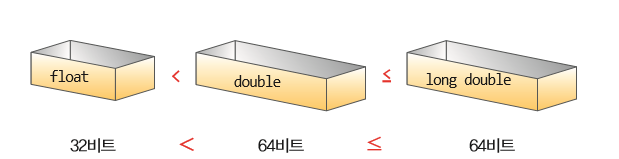 float < double ≤ long double
32비트 < 64비트 ≤ 64비트